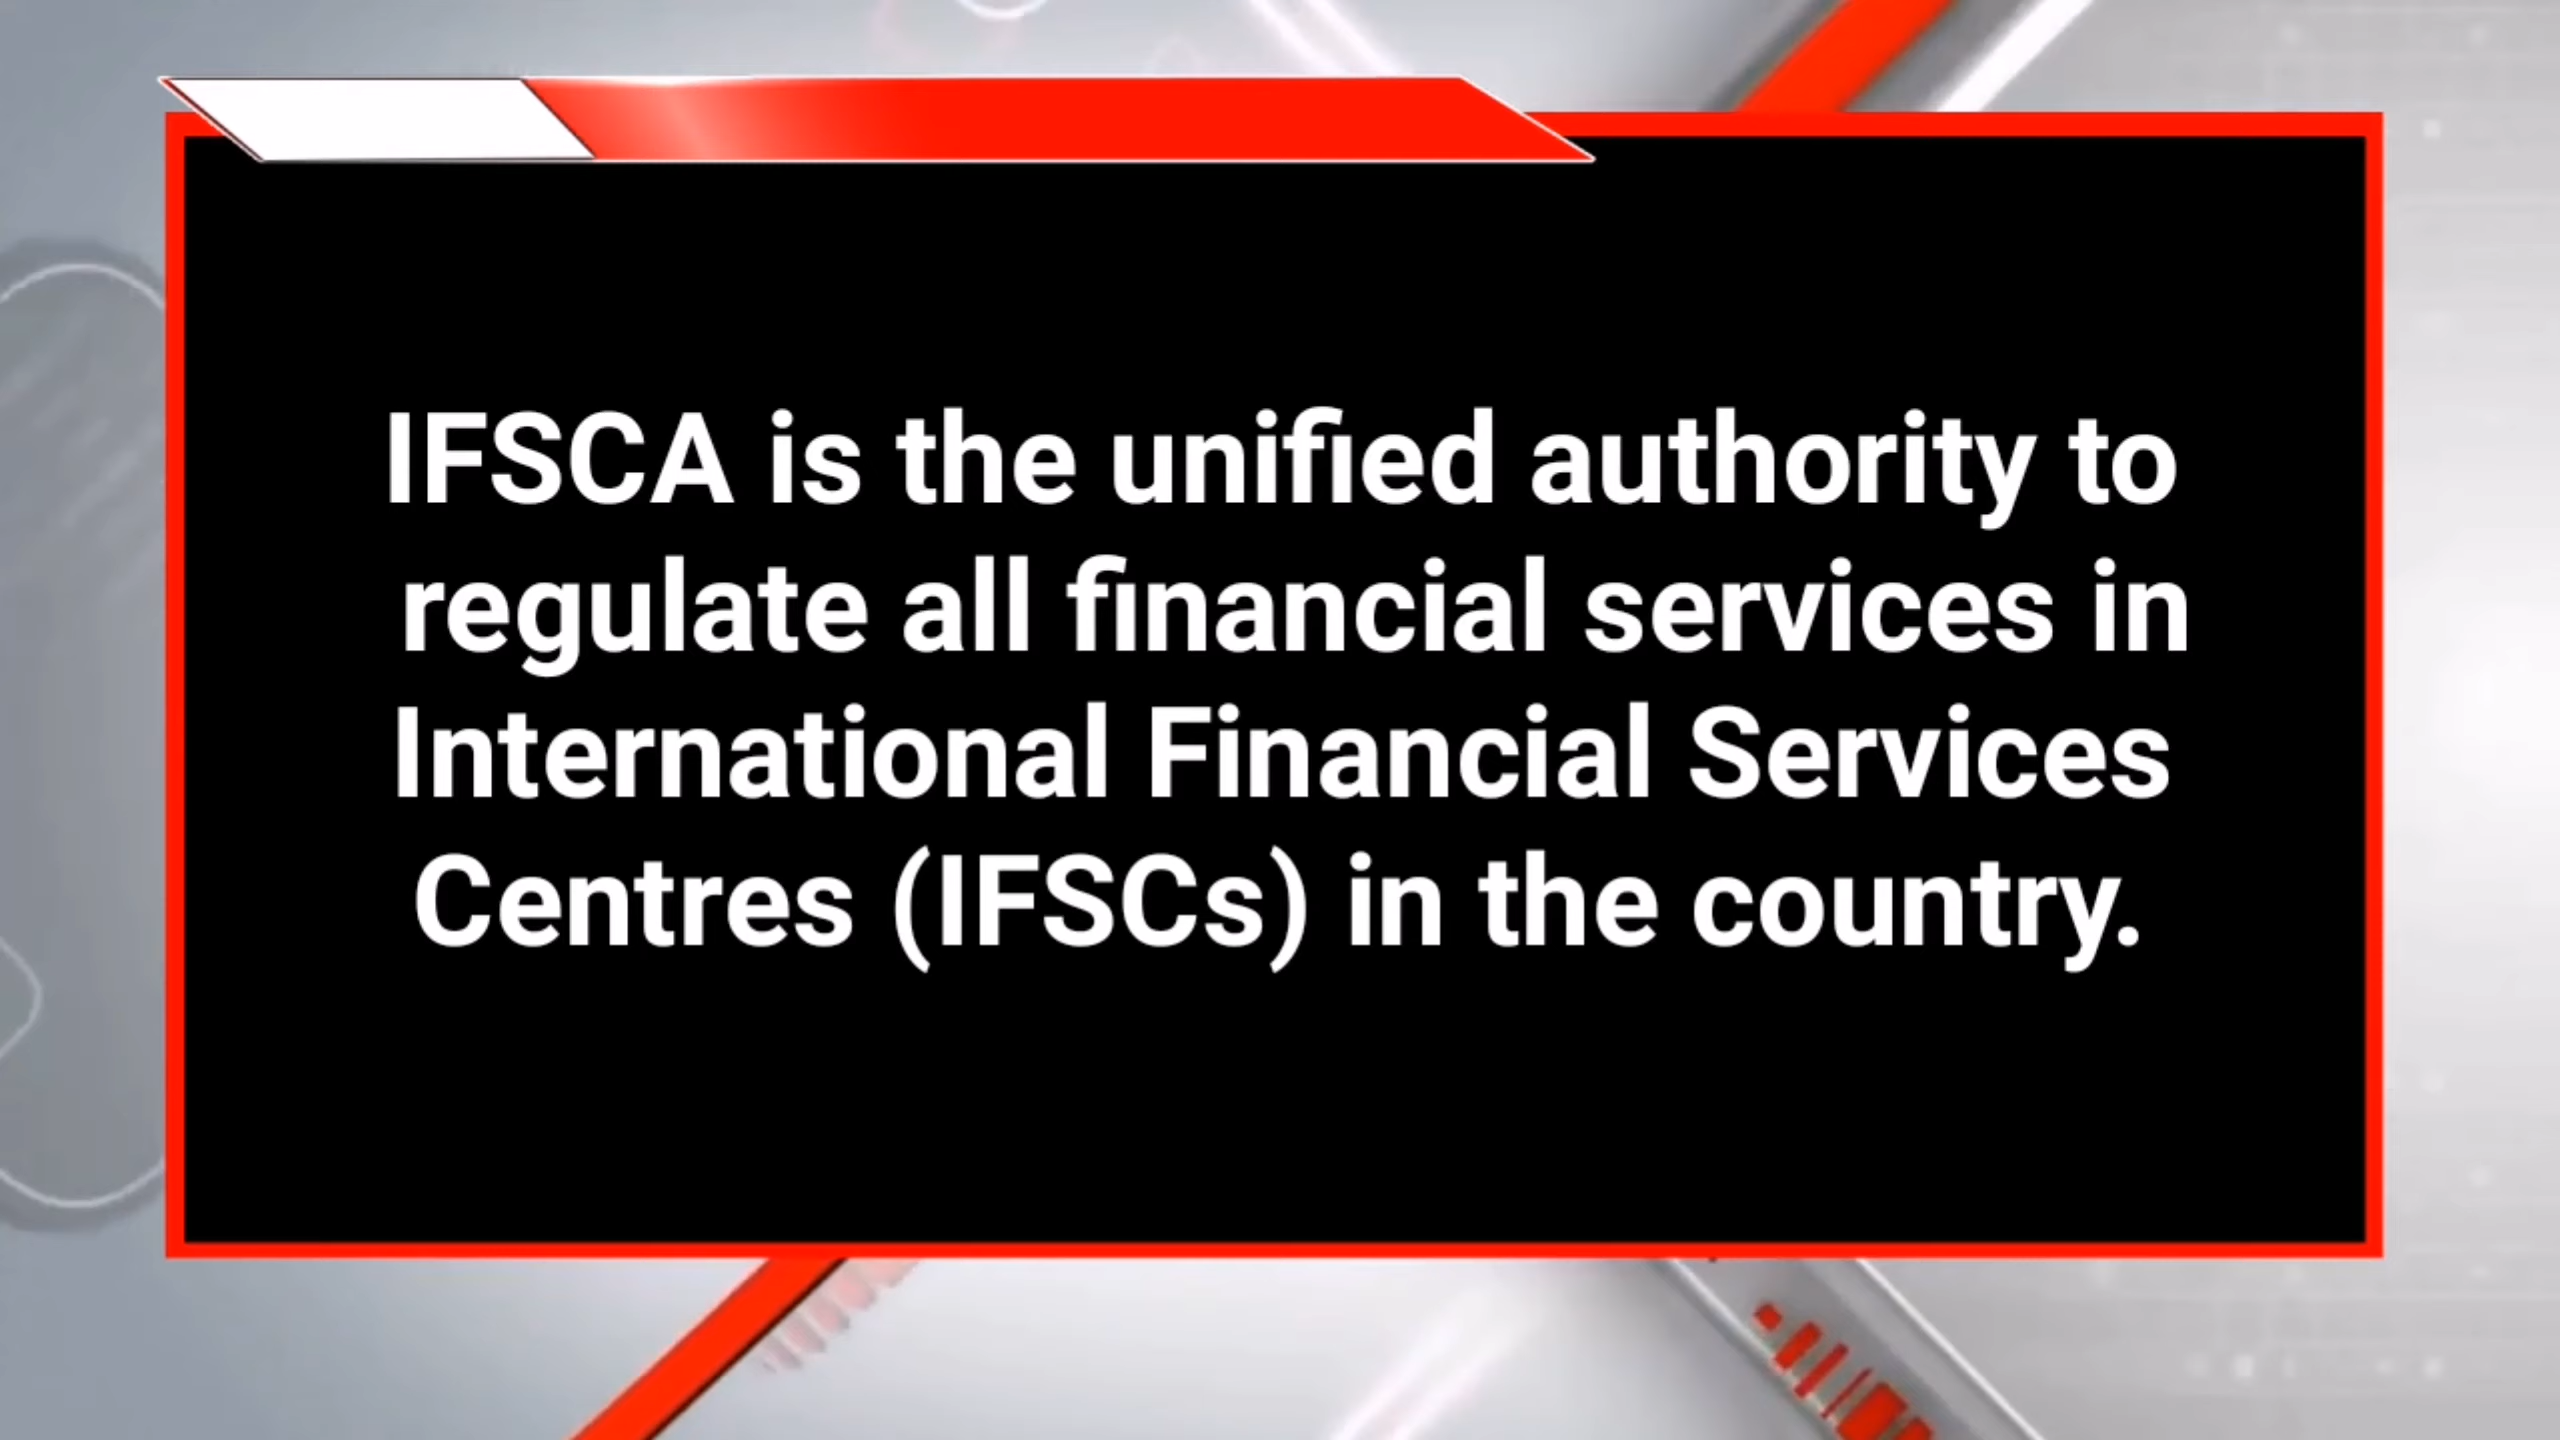 IFSCA is the unified authority to
regulate all financial services in
International Financial Services
Centres (IFSCs) in the country.